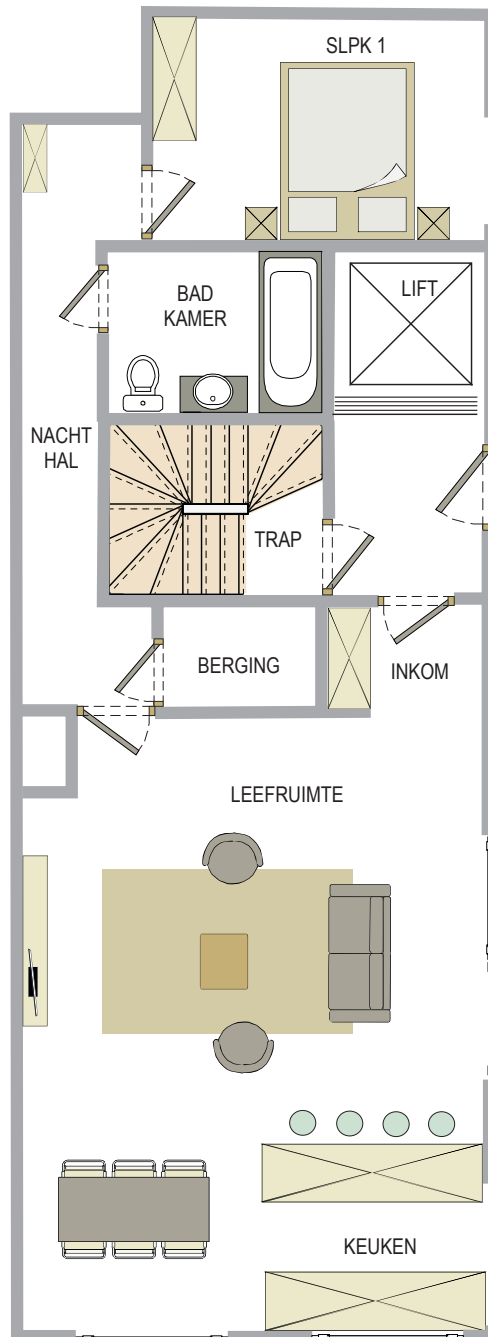 SLPK 1
LIFT
BAD
KAMER
NACHT
HAL
TRAP
BERGING
INKOM
LEEFRUIMTE
KEUKEN